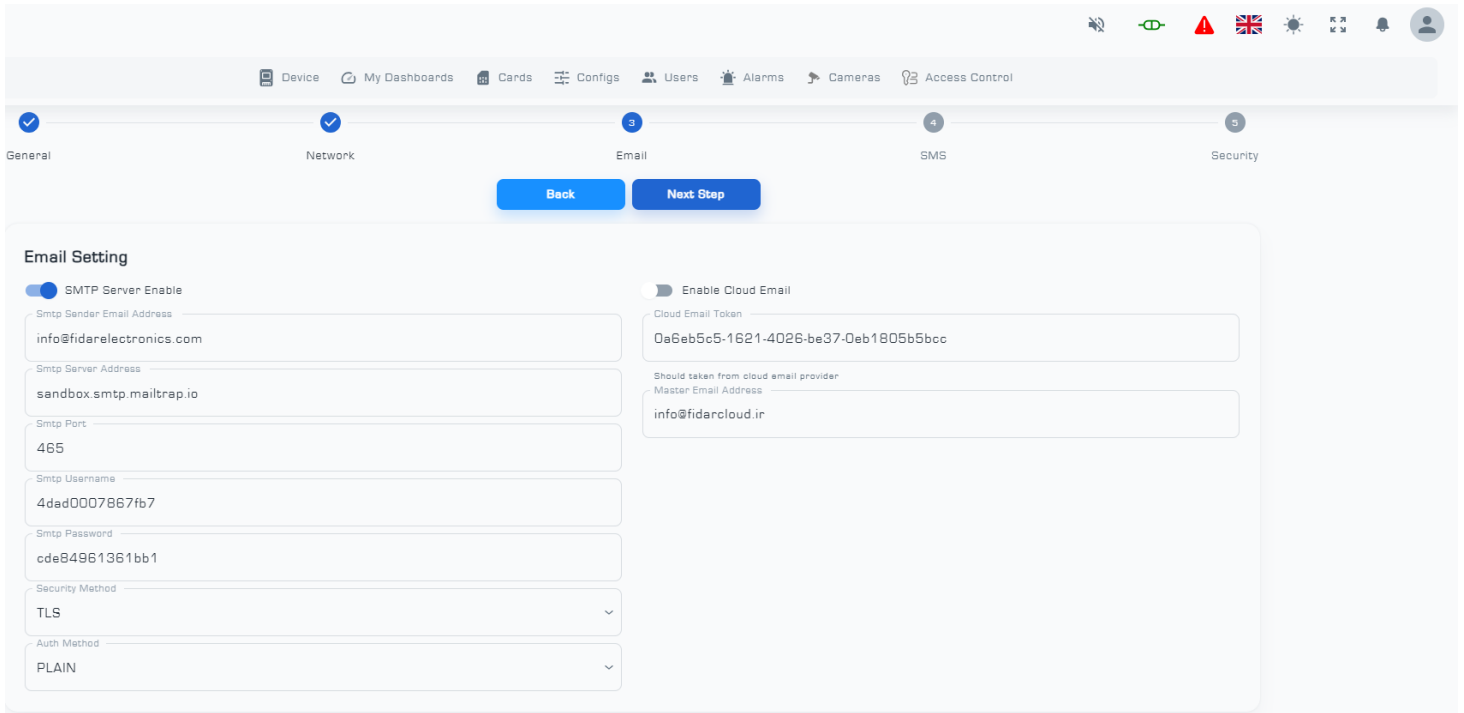 Device My Dashboards Cards Configs Users Alarms Cameras Access Control
3 4 5
General Network Email SMS Security
Back Next Step
Email Setting
SMTP Server Enable
Smtp Sender Email Address
info@fidarelectronics.com
Smtp Server Address
sandbox.smtp.mailtrap.io
Smtp Port
465
Smtp Username
4dad0007867fb7
Smtp Password
cde84961361bb1
Security Method
TLS
Auth Method
PLAIN
Enable Cloud Email
Cloud Email Token
0a6eb5c5-1621-4026-be37-0eb1805b5bcc
Should taken from cloud email provider
Master Email Address
info@fidarcloud.ir